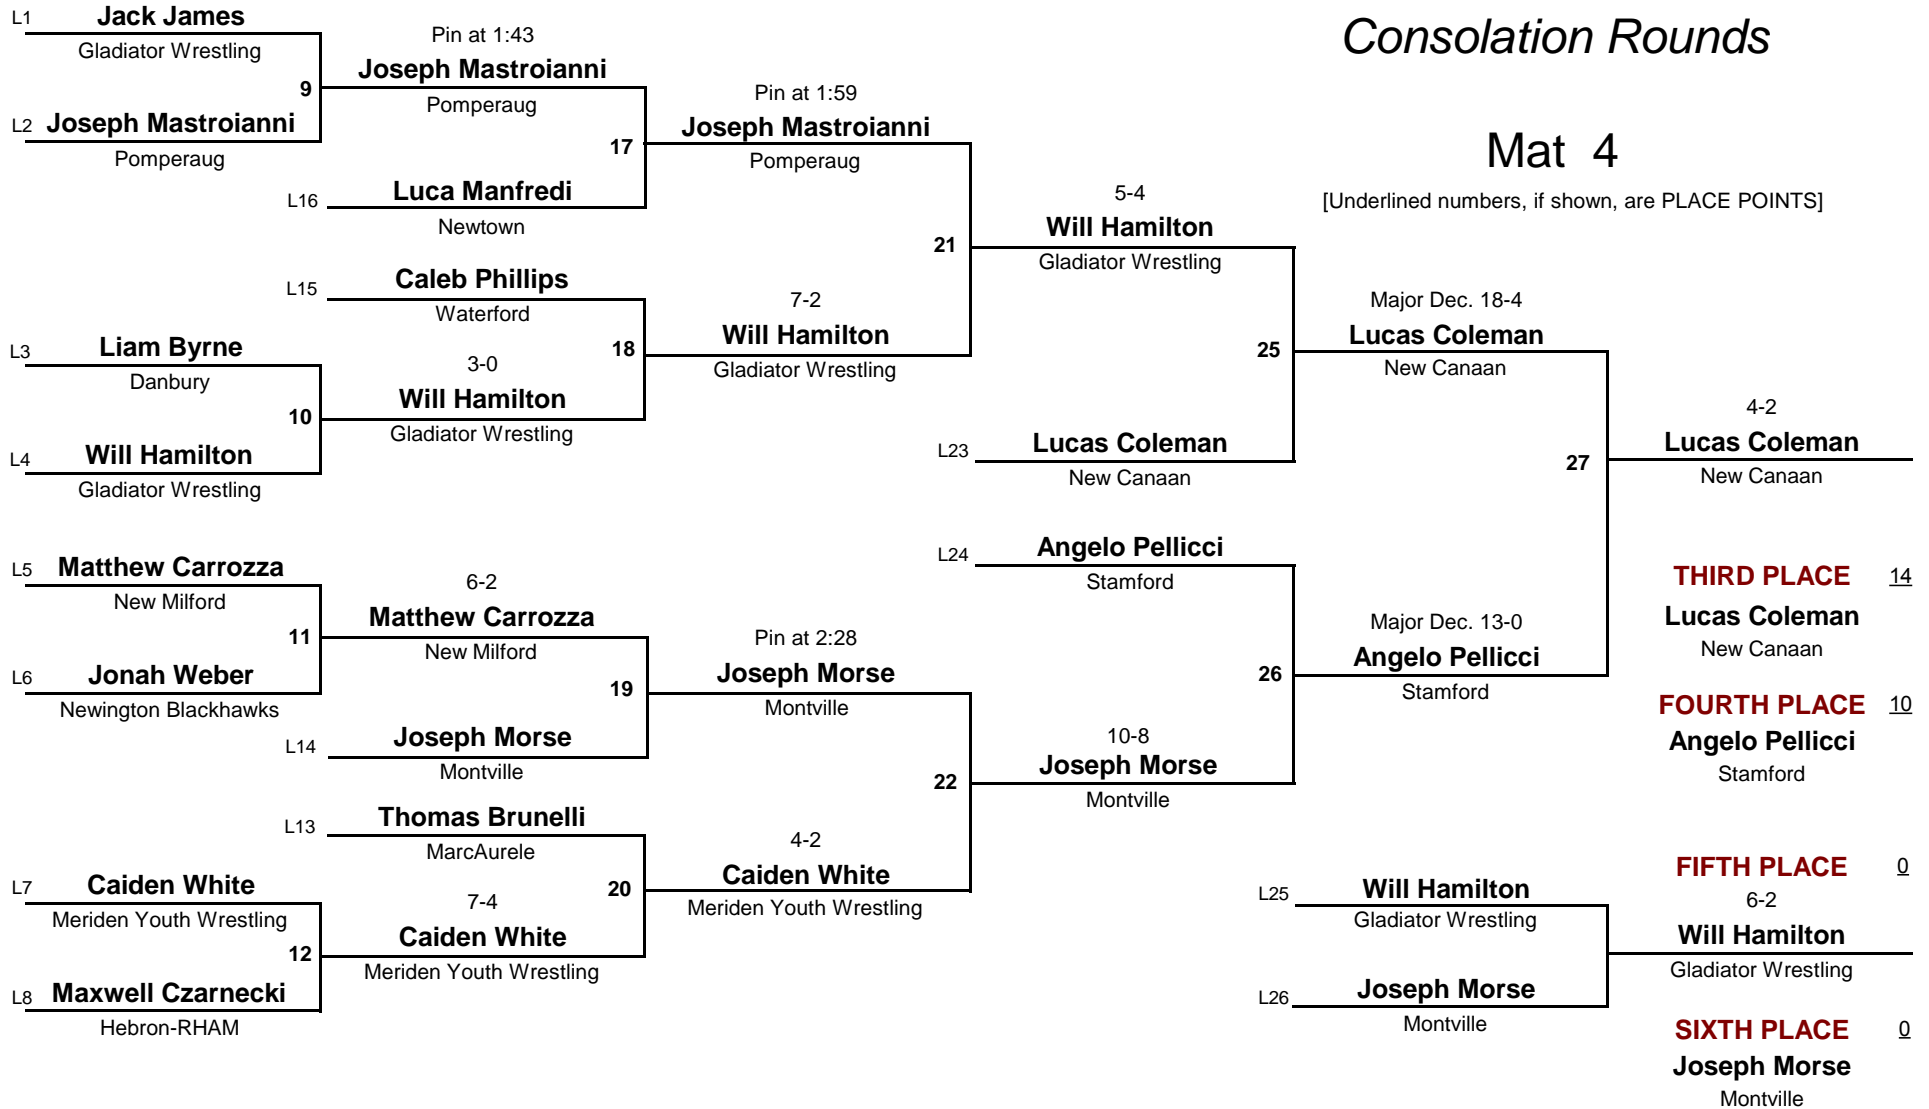 Consolation Rounds
Mat 4
[Underlined numbers, if shown, are PLACE POINTS]
L1 Jack James
Gladiator Wrestling
9
L2 Joseph Mastroianni
Pomperaug
L3 Liam Byrne
Danbury
10
L4 Will Hamilton
Gladiator Wrestling
L5 Matthew Carrozza
New Milford
11
L6 Jonah Weber
Newington Blackhawks
L7 Caiden White
Meriden Youth Wrestling
12
L8 Maxwell Czarnecki
Hebron-RHAM
Pin at 1:43
Joseph Mastroianni
Pomperaug
17
L16 Luca Manfredi
Newtown
L15 Caleb Phillips
Waterford
18
3-0
Will Hamilton
Gladiator Wrestling
6-2
Matthew Carrozza
New Milford
19
L14 Joseph Morse
Montville
L13 Thomas Brunelli
MarcAurele
20
7-4
Caiden White
Meriden Youth Wrestling
Pin at 1:59
Joseph Mastroianni
Pomperaug
21
7-2
Will Hamilton
Gladiator Wrestling
Pin at 2:28
Joseph Morse
Montville
22
4-2
Caiden White
Meriden Youth Wrestling
5-4
Will Hamilton
Gladiator Wrestling
25
L23 Lucas Coleman
New Canaan
L24 Angelo Pellicci
Stamford
26
10-8
Joseph Morse
Montville
Major Dec. 18-4
Lucas Coleman
New Canaan
27
Major Dec. 13-0
Angelo Pellicci
Stamford
4-2
Lucas Coleman
New Canaan
THIRD PLACE 14
Lucas Coleman
New Canaan
FOURTH PLACE 10
Angelo Pellicci
Stamford
L25 Will Hamilton
Gladiator Wrestling
L26 Joseph Morse
Montville
FIFTH PLACE 0
6-2
Will Hamilton
Gladiator Wrestling
SIXTH PLACE 0
Joseph Morse
Montville